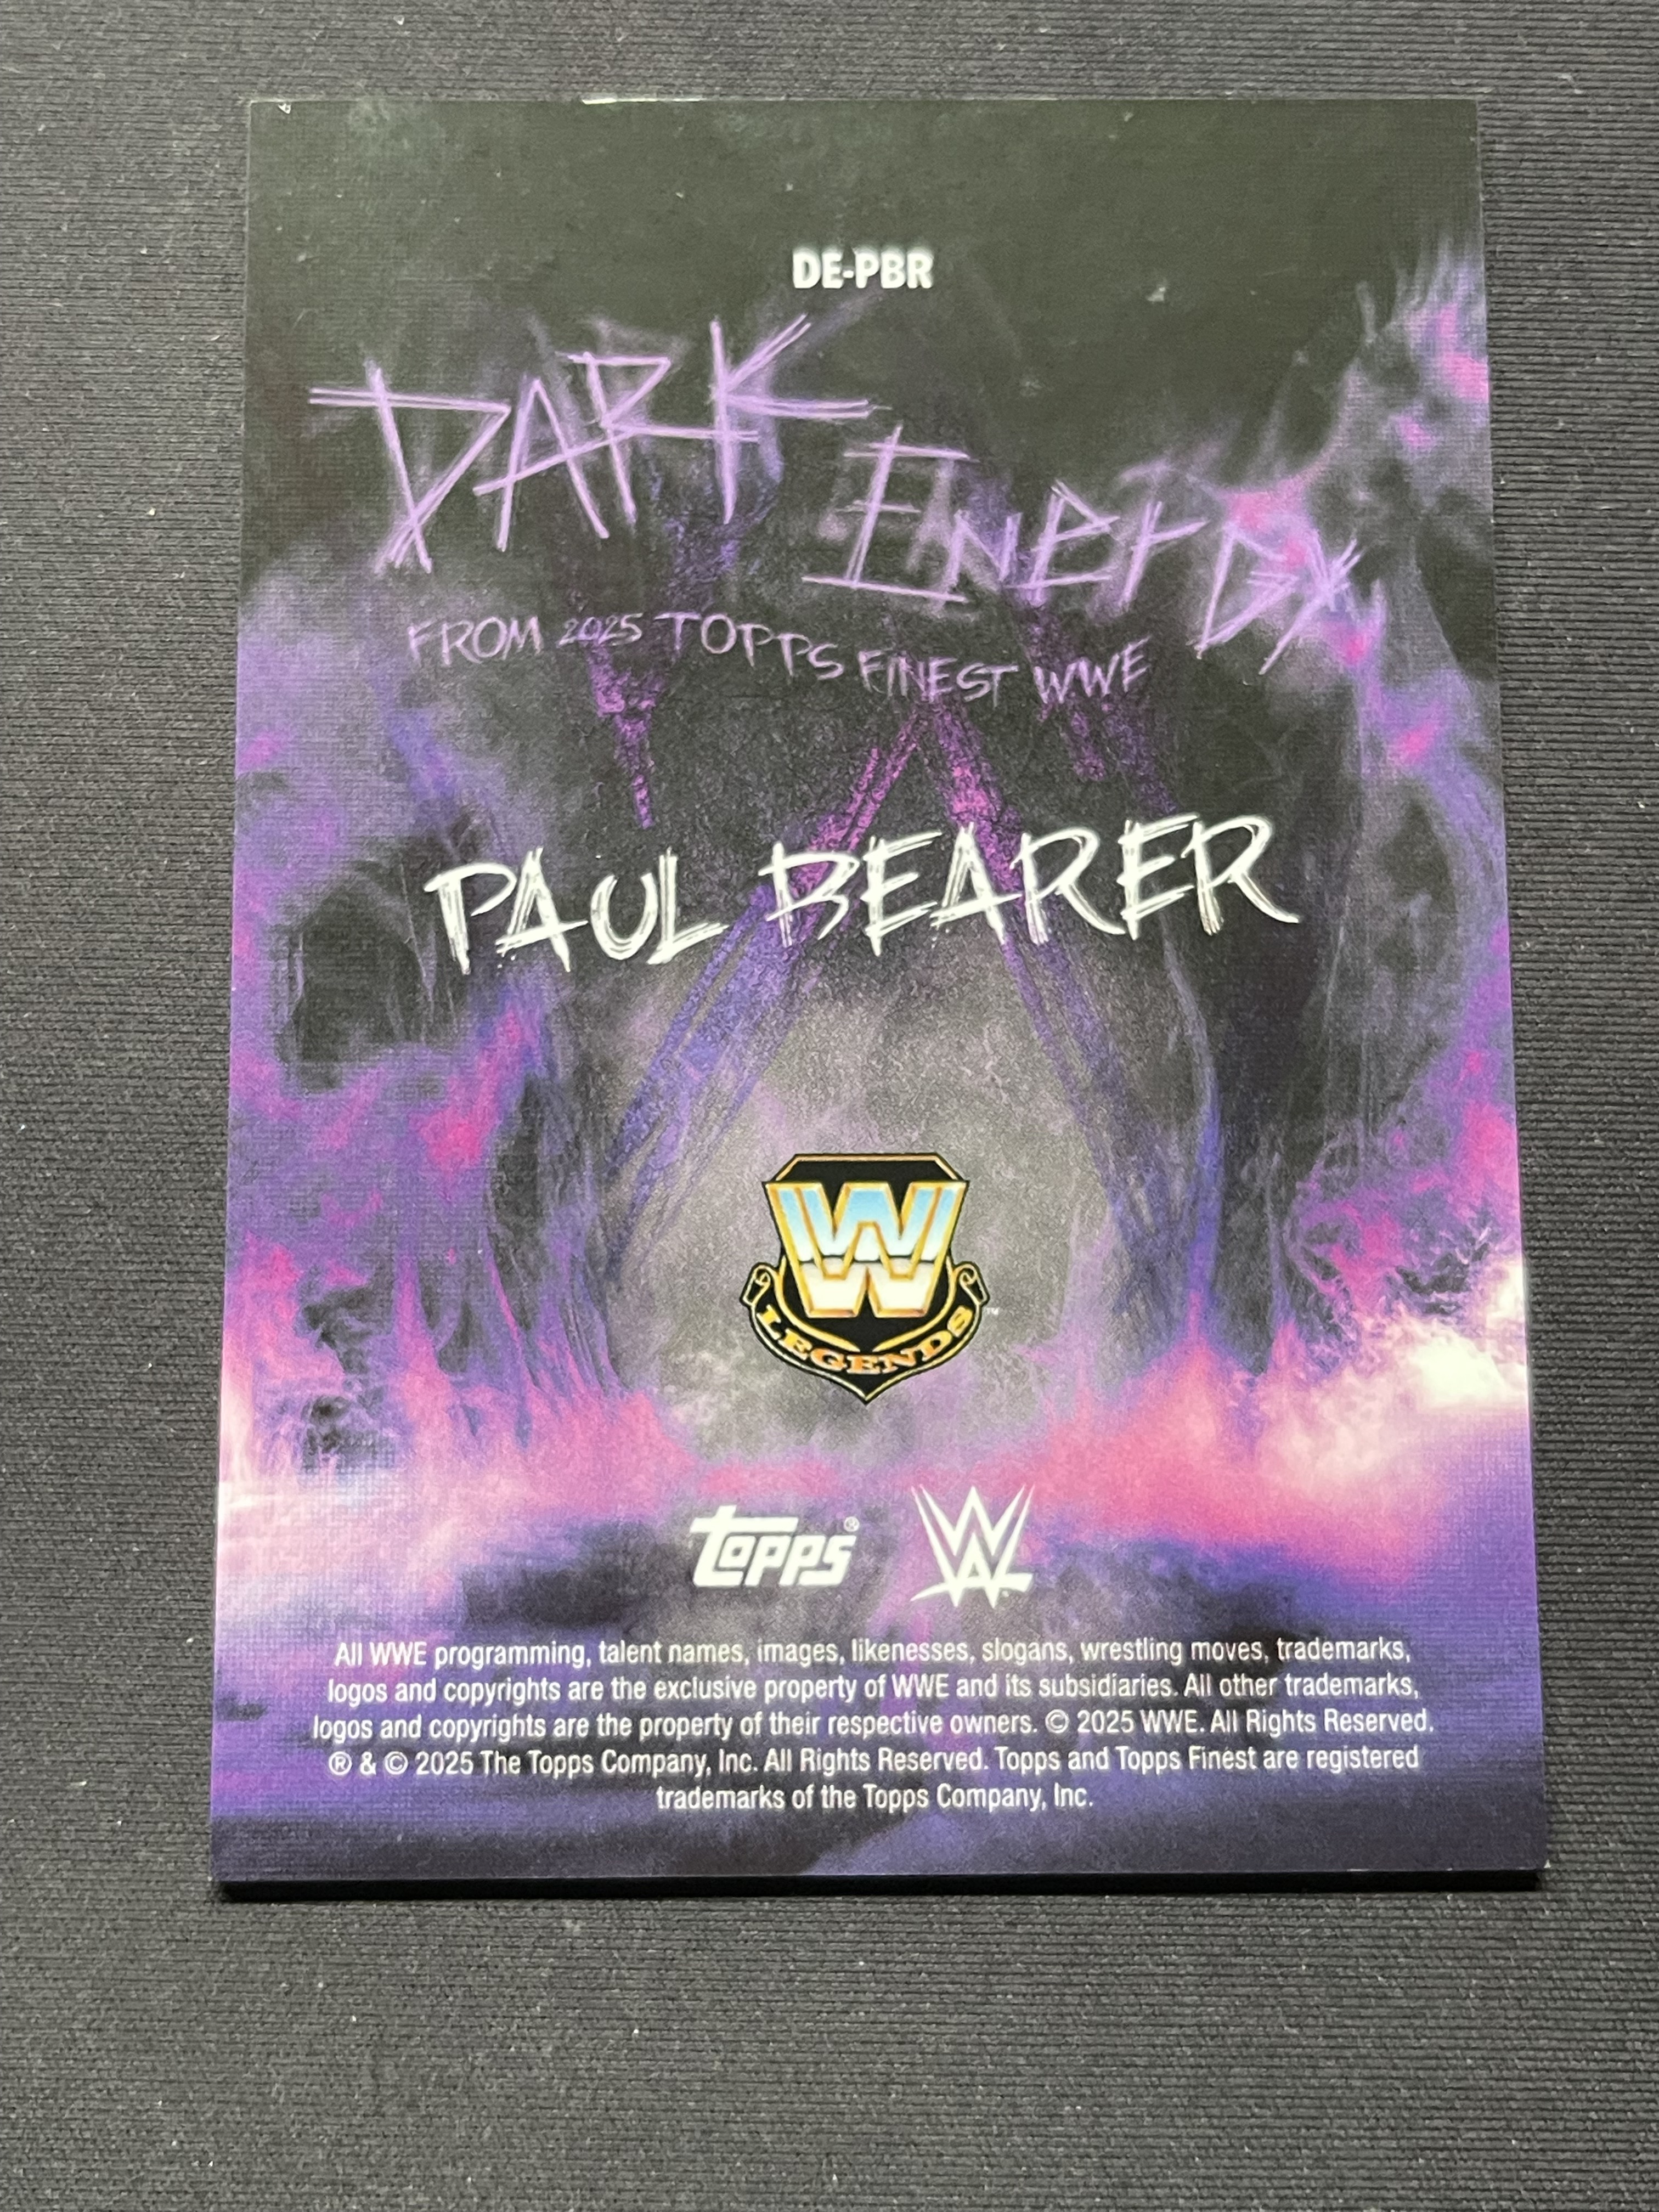 DE-PBR
DARK ENERGY
FROM 2025 TOPPS FINEST WWE
PAUL BEARER
WW
LEGENDS
TM
topps® W
All WWE programming, talent names, images, likenesses, slogans, wrestling moves, trademarks,
logos and copyrights are the exclusive property of WWE and its subsidiaries. All other trademarks,
logos and copyrights are the property of their respective owners. © 2025 WWE. All Rights Reserved.
® & © 2025 The Topps Company, Inc. All Rights Reserved. Topps and Topps Finest are registered
trademarks of the Topps Company, Inc.